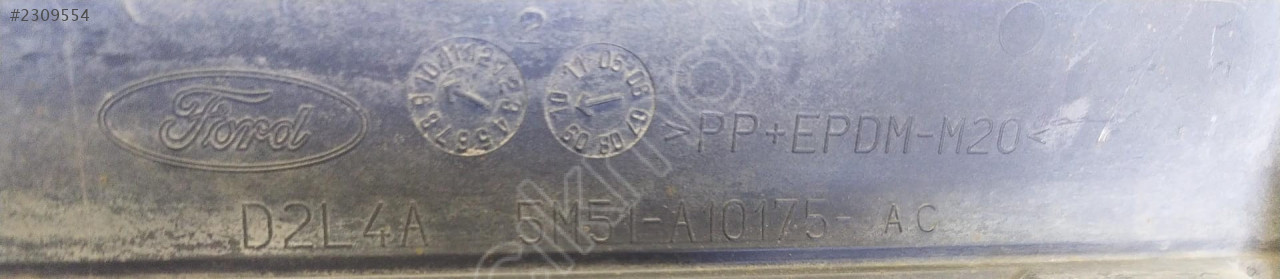 #2309554
Ford
>PP+EPDM-M20<
D2L4A 5M51-A10175-AC